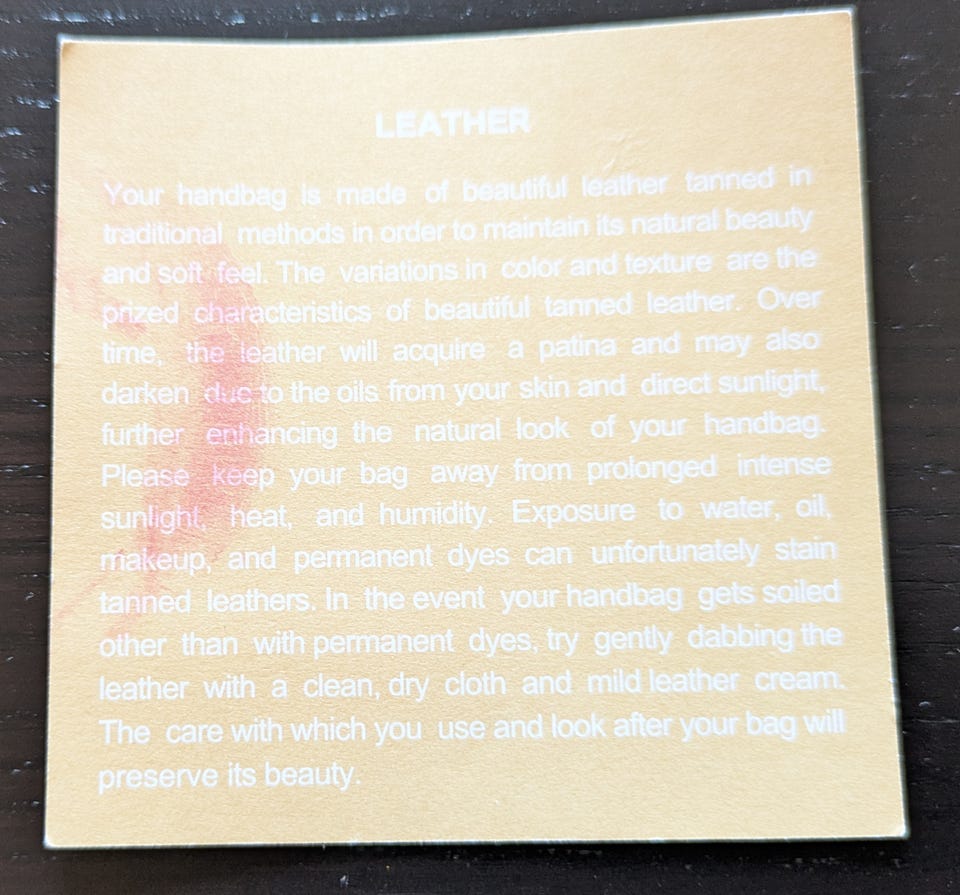 LEATHER
Your handbag is made of beautiful leather tanned in
traditional methods in order to maintain its natural beauty
and soft feel. The variations in color and texture are the
prized characteristics of beautiful tanned leather. Over
time, the leather will acquire a patina and may also
darken due to the oils from your skin and direct sunlight,
further enhancing the natural look of your handbag.
Please keep your bag away from prolonged intense
sunlight, heat, and humidity. Exposure to water, oil,
makeup, and permanent dyes can unfortunately stain
tanned leathers. In the event your handbag gets soiled
other than with permanent dyes, try gently dabbing the
leather with a clean, dry cloth and mild leather cream.
The care with which you use and look after your bag will
preserve its beauty.